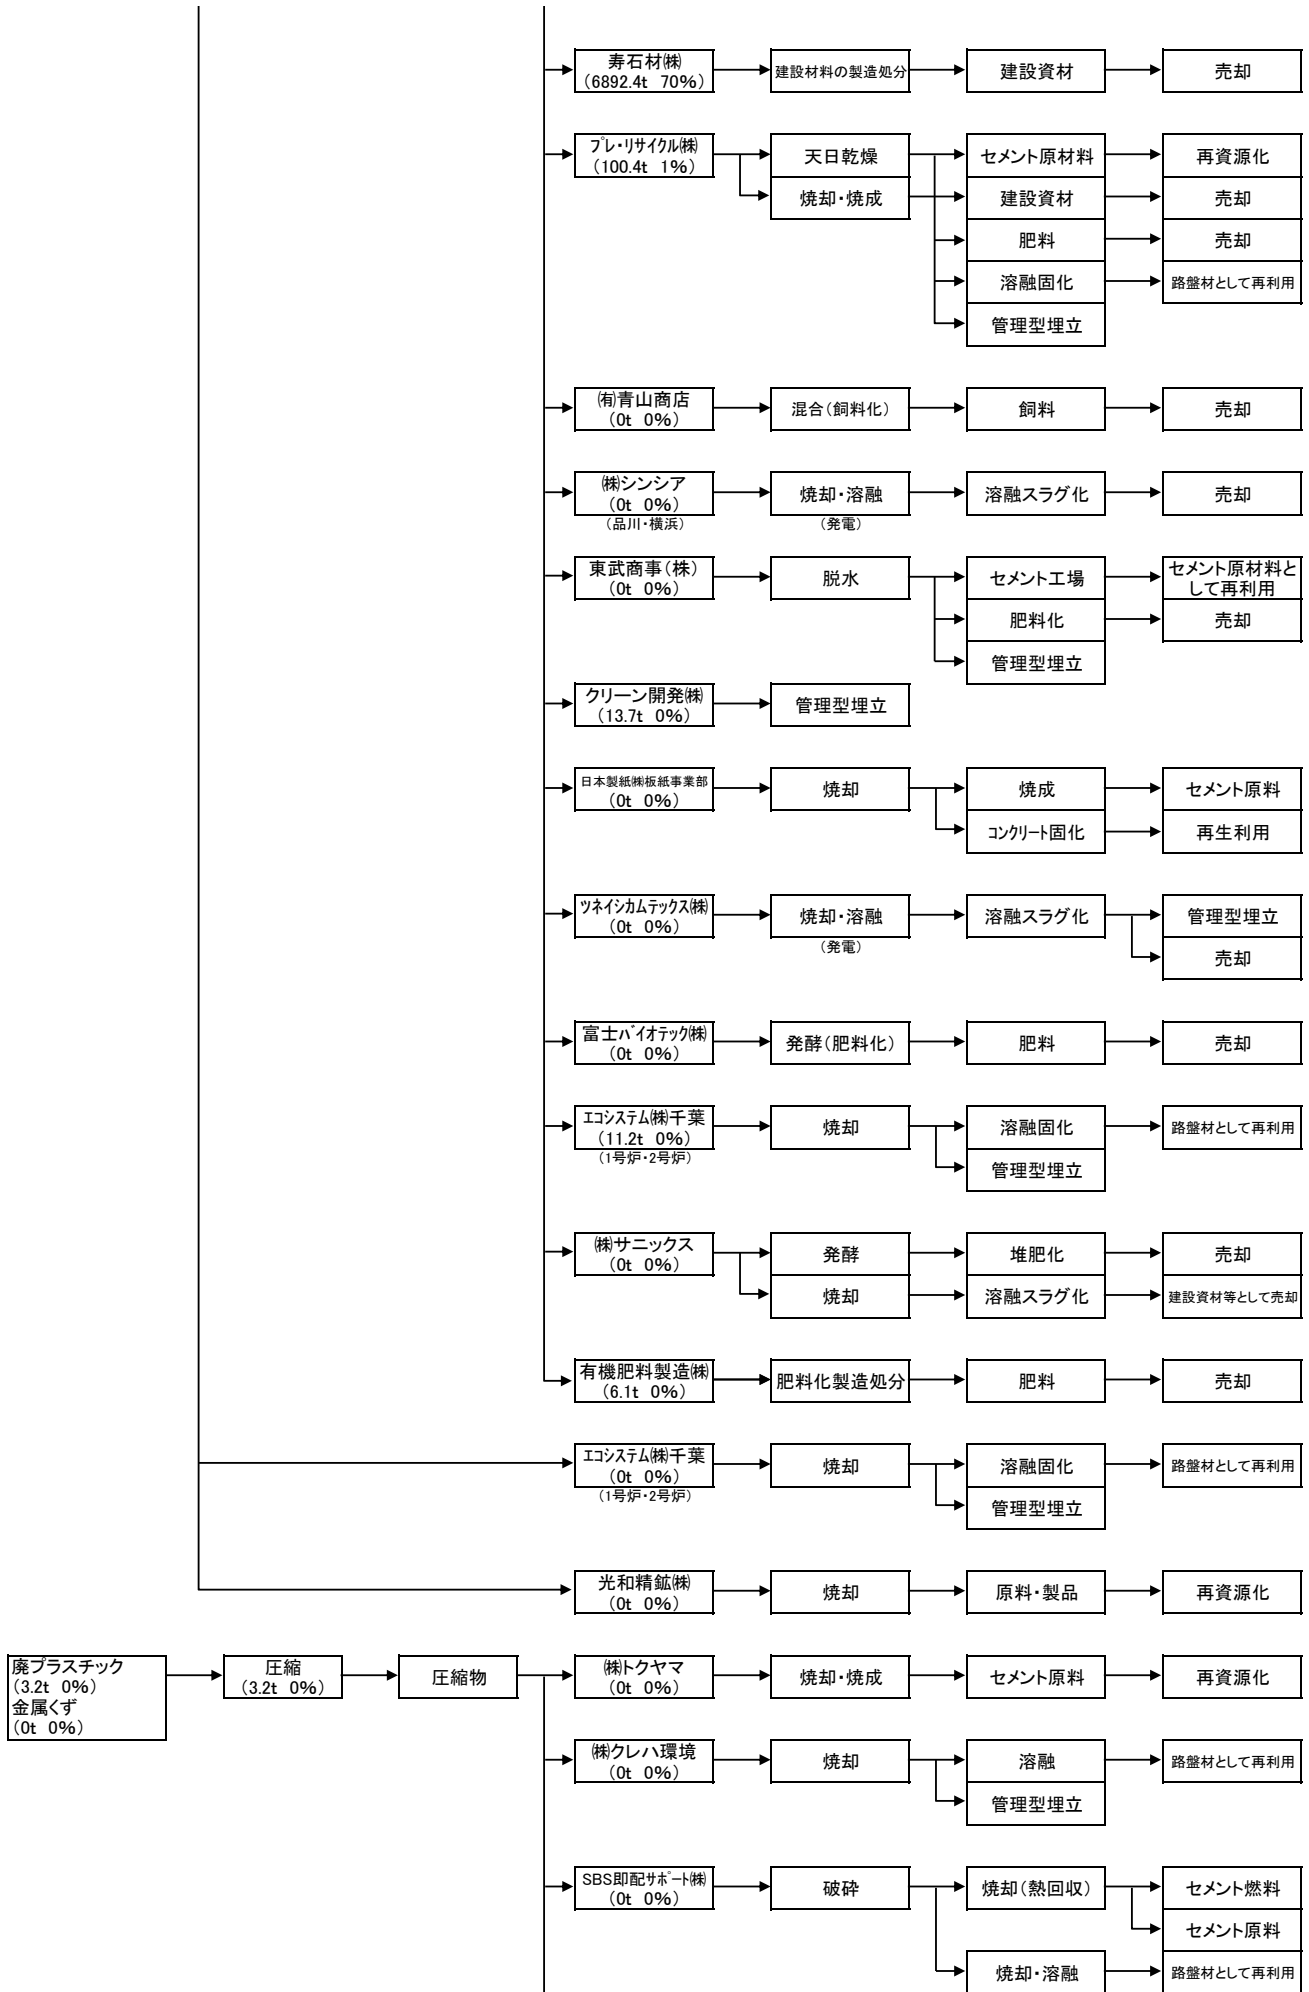 寿石材㈱
(6892.4t 70%)
建設材料の製造処分
建設資材
売却
プレ・リサイクル㈱
(100.4t 1%)
天日乾燥
セメント原材料
再資源化
焼却・焼成
建設資材
売却
肥料
売却
溶融固化
路盤材として再利用
管理型埋立
㈲青山商店
(0t 0%)
混合(飼料化)
飼料
売却
㈱シンシア
(0t 0%)
(品川・横浜)
焼却・溶融
(発電)
溶融スラグ化
売却
東武商事(株)
(0t 0%)
脱水
セメント工場
セメント原材料と
して再利用
肥料化
売却
管理型埋立
クリーン開発㈱
(13.7t 0%)
管理型埋立
日本製紙㈱板紙事業部
(0t 0%)
焼却
焼成
セメント原料
コンクリート固化
再生利用
ツネイシカムテックス㈱
(0t 0%)
焼却・溶融
(発電)
溶融スラグ化
管理型埋立
売却
富士バイオテック㈱
(0t 0%)
発酵(肥料化)
肥料
売却
エコシステム㈱千葉
(11.2t 0%)
(1号炉・2号炉)
焼却
溶融固化
路盤材として再利用
管理型埋立
㈱サニックス
(0t 0%)
発酵
堆肥化
売却
焼却
溶融スラグ化
建設資材等として売却
有機肥料製造㈱
(6.1t 0%)
肥料化製造処分
肥料
売却
エコシステム㈱千葉
(0t 0%)
(1号炉・2号炉)
焼却
溶融固化
路盤材として再利用
管理型埋立
光和精鉱㈱
(0t 0%)
焼却
原料・製品
再資源化
廃プラスチック
(3.2t 0%)
金属くず
(0t 0%)
圧縮
(3.2t 0%)
圧縮物
㈱トクヤマ
(0t 0%)
焼却・焼成
セメント原料
再資源化
㈱クレハ環境
(0t 0%)
焼却
溶融
路盤材として再利用
管理型埋立
SBS即配サポート㈱
(0t 0%)
破砕
焼却(熱回収)
セメント燃料
セメント原料
焼却・溶融
路盤材として再利用